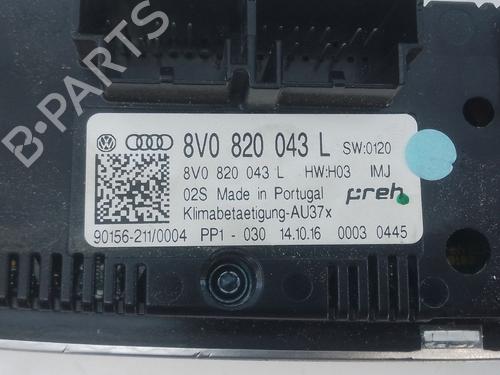 B-PARTS
8V0 820 043 L SW:0120
8V0 820 043 L HW:H03 IMJ
02S Made in Portugal preh
Klimabetaetigung-AU37x
90156-211/0004 PP1 - 030 14.10.16 0003 0445